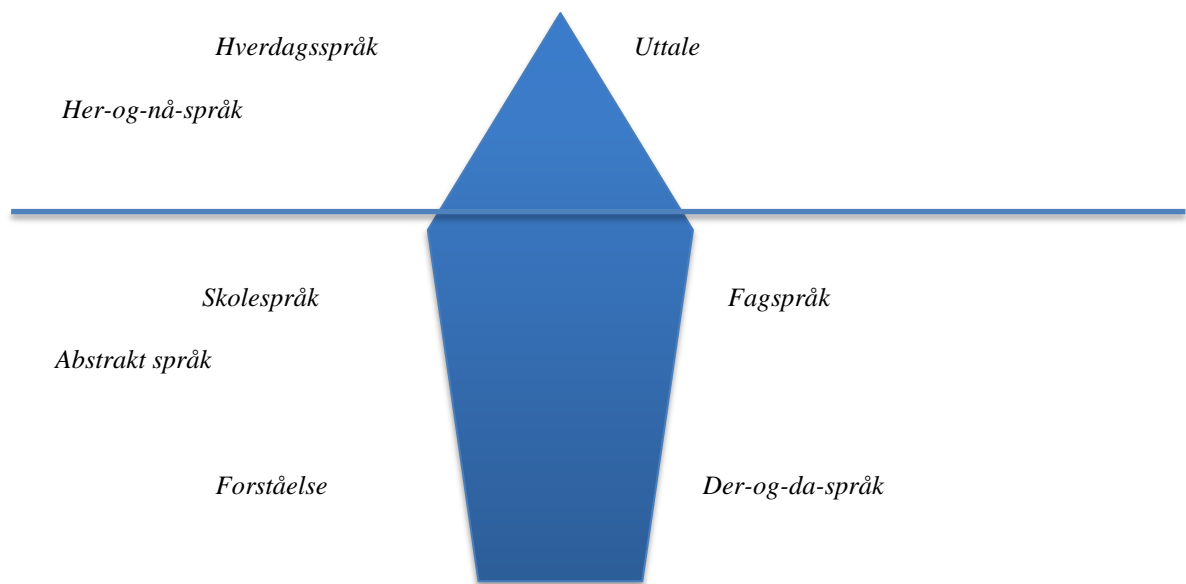 Hverdagsspråk Uttale
Her-og-nå-språk
Skolespråk Fagspråk
Abstrakt språk
Forståelse Der-og-da-språk